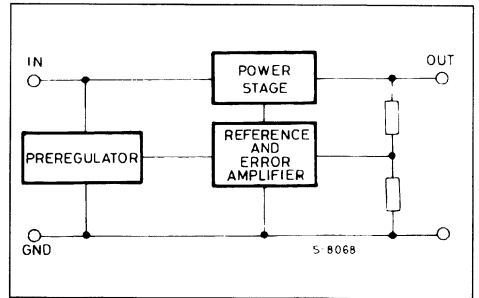 IN
OUT
POWER
STAGE
PREREGULATOR
REFERENCE
AND
ERROR
AMPLIFIER
GND
S-8068